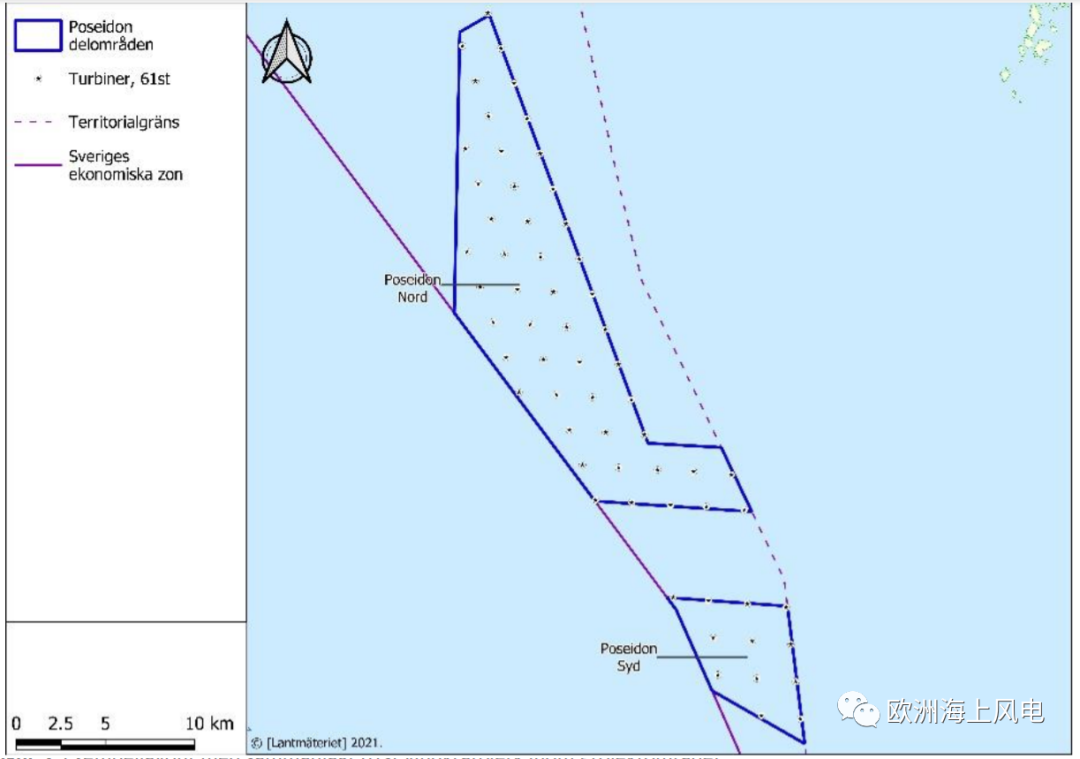 Poseidon
delområden
Turbiner, 61st
Territorialgräns
Sveriges
ekonomiska zon
Poseidon
Nord
Poseidon
Syd
欧洲海上风电
0 2.5 5 10 km
© [Lantmäteriet] 2021.